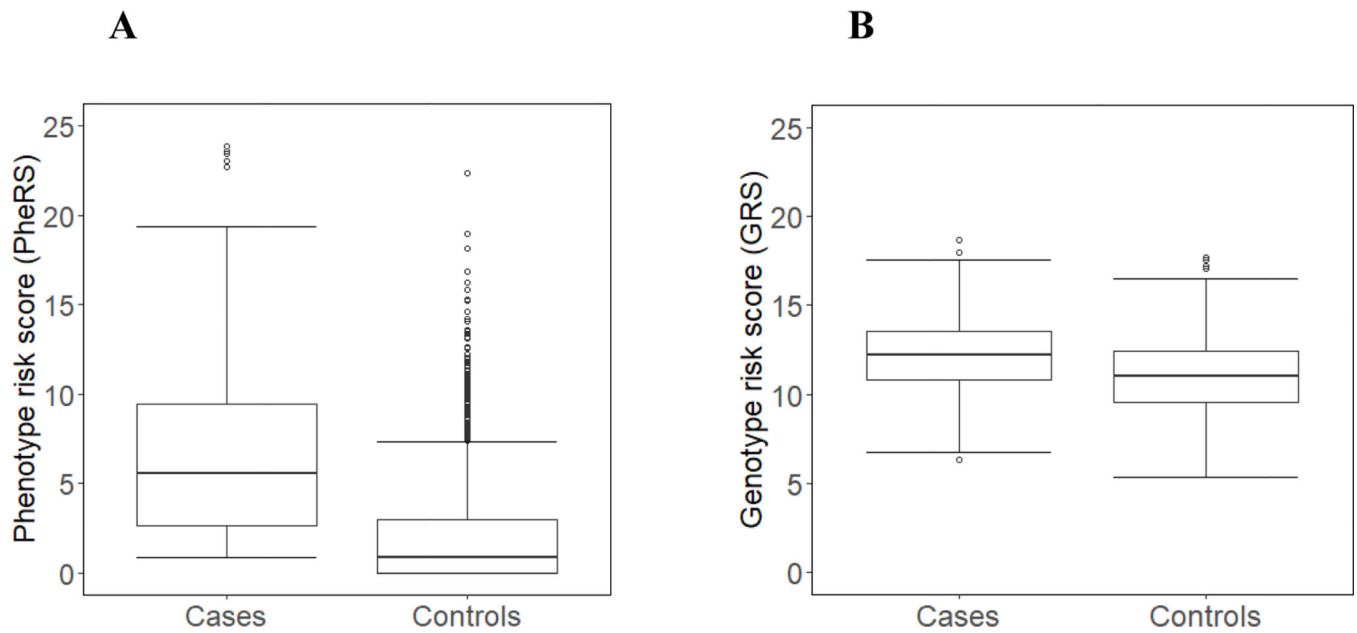 A
Phenotype risk score (PheRS)
25
20
15
10
5
0
Cases Controls
B
Genotype risk score (GRS)
25
20
15
10
5
0
Cases Controls